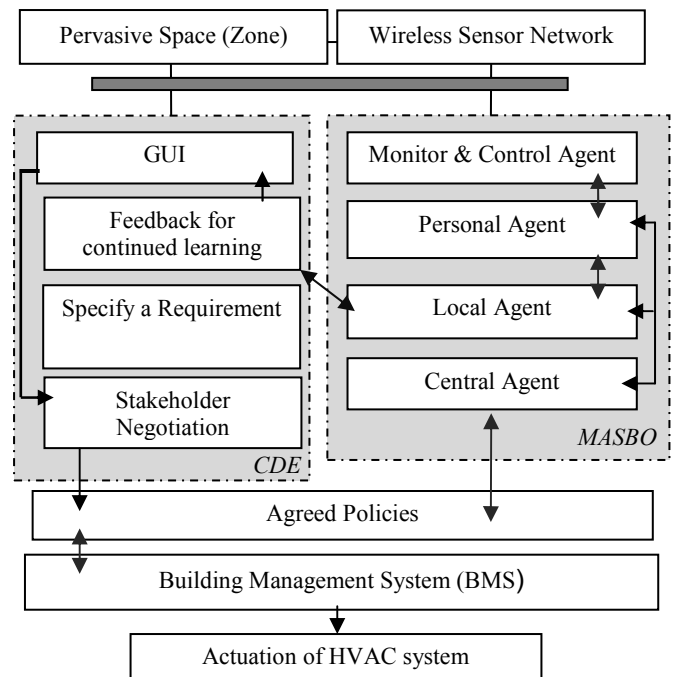 Pervasive Space (Zone)
Wireless Sensor Network
GUI
Feedback for
continued learning
Specify a Requirement
Stakeholder
Negotiation
CDE
Monitor & Control Agent
Personal Agent
Local Agent
Central Agent
MASBO
Agreed Policies
Building Management System (BMS)
Actuation of HVAC system